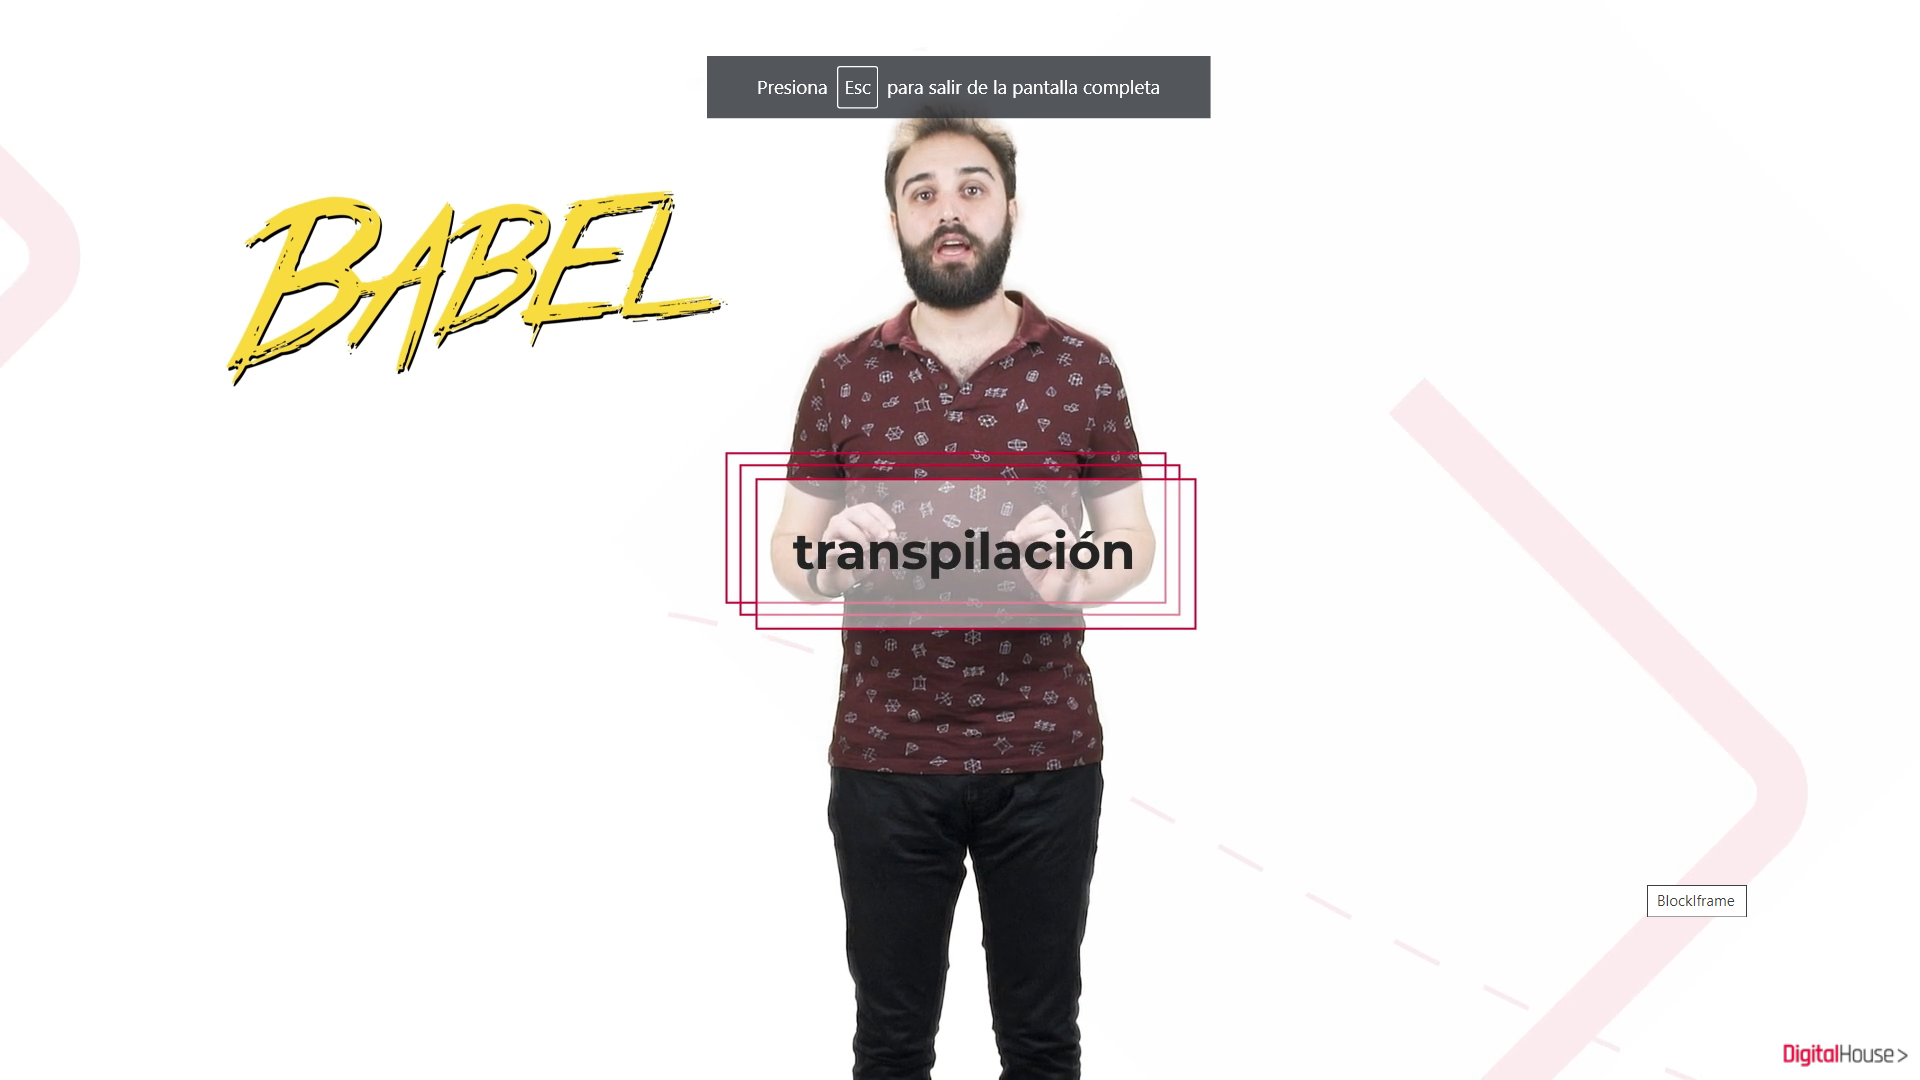 Presiona Esc para salir de la pantalla completa
BABEL
transpilación
BlockIframe
DigitalHouse>